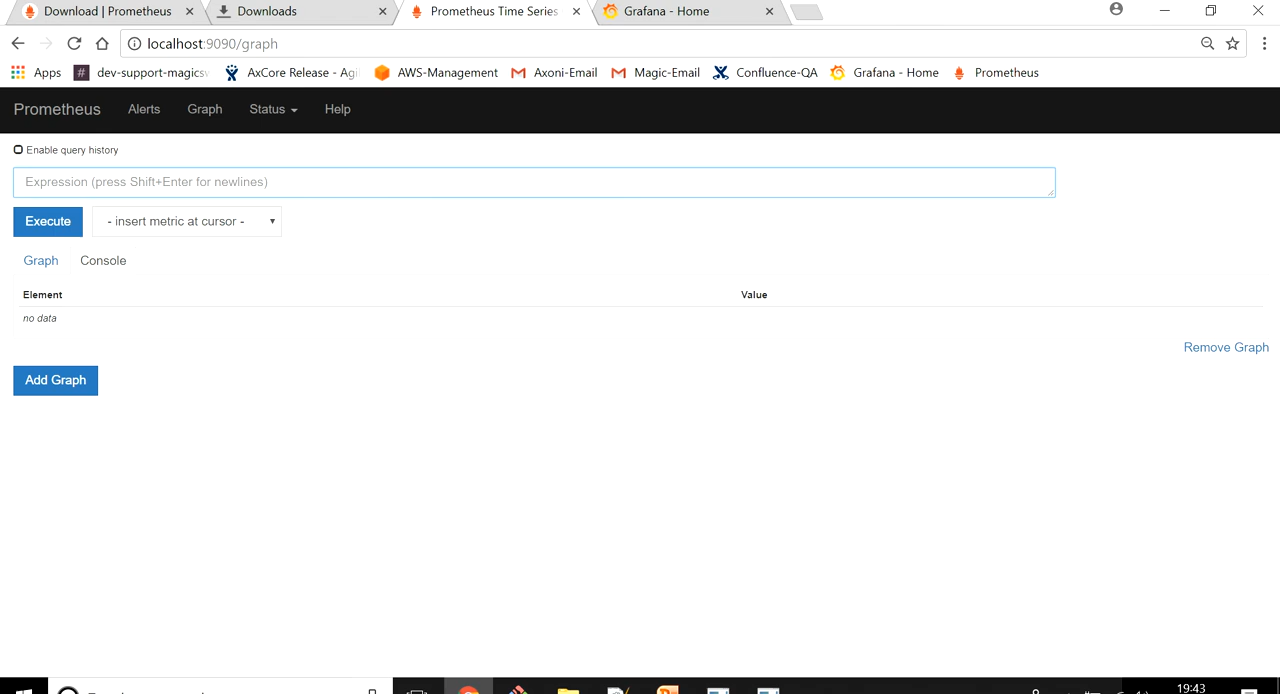 Download | Prometheus
Downloads
Prometheus Time Series
Grafana - Home
localhost:9090/graph
Apps
dev-support-magicsw
AxCore Release - Agil
AWS-Management
Axoni-Email
Magic-Email
Confluence-QA
Grafana - Home
Prometheus
Prometheus
Alerts
Graph
Status
Help
Enable query history
Expression (press Shift+Enter for newlines)
Execute
- insert metric at cursor -
Graph
Console
Element
Value
no data
Remove Graph
Add Graph
19:43